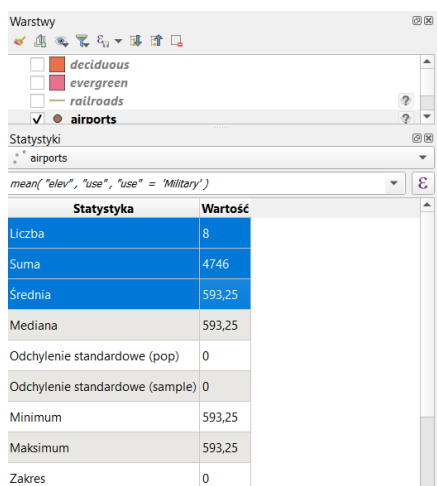 Warstwy
deciduous
evergreen
railroads ?
airports ?
Statystyki
airports
mean( "elev" , "use" , "use" = 'Military' ) ε
Statystyka Wartość
Liczba 8
Suma 4746
Średnia 593,25
Mediana 593,25
Odchylenie standardowe (pop) 0
Odchylenie standardowe (sample) 0
Minimum 593,25
Maksimum 593,25
Zakres 0